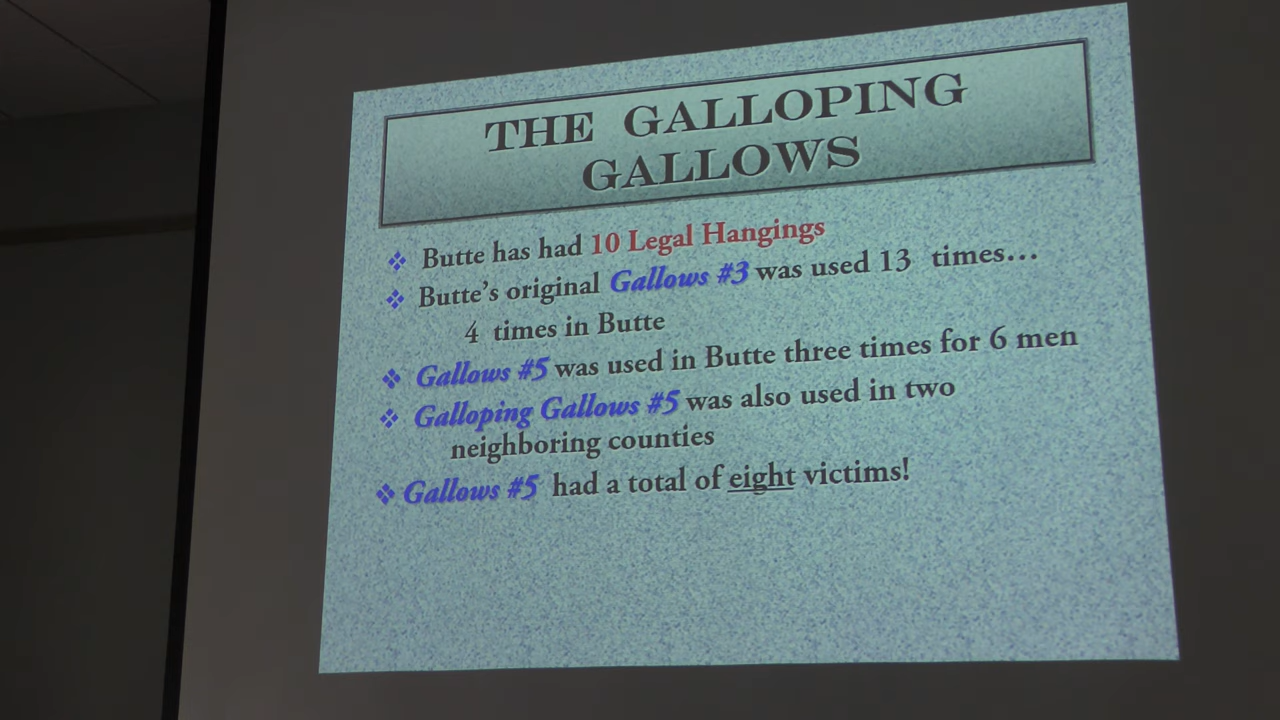 THE GALLOPING
GALLOWS
Butte has had 10 Legal Hangings
Butte's original Gallows #3 was used 13 times...
4 times in Butte
Gallows #5 was used in Butte three times for 6 men
Galloping Gallows #5 was also used in two
neighboring counties
Gallows #5 had a total of eight victims!